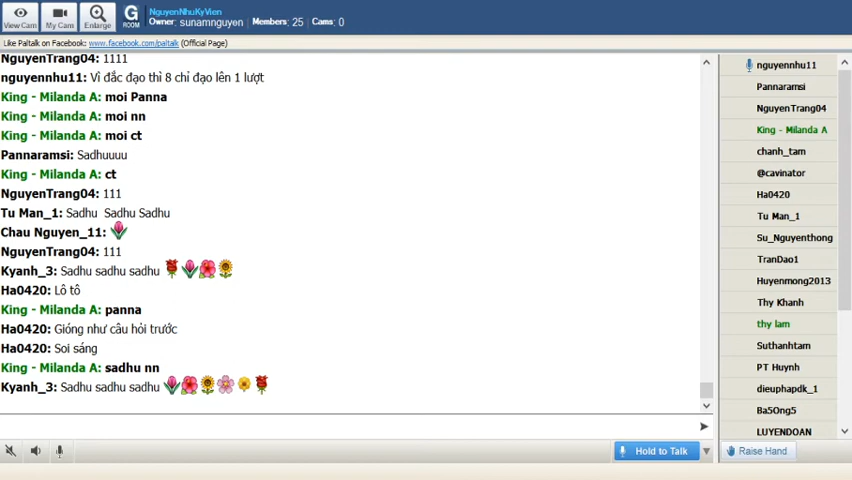 View Cam
My Cam
Enlarge
G
ROOM
NguyenNhuKyVien
Owner: sunamnguyen , Members: 25 Cams: 0
Like Paltalk on Facebook: www.facebook.com/paltalk (Official Page)
NguyenTrang04: 1111
nguyennhu11: Vì đắc đạo thì 8 chỉ đạo lên 1 lượt
King - Milanda A: moi Panna
King - Milanda A: moi nn
King - Milanda A: moi ct
Pannaramsi: Sadhuuuu
King - Milanda A: ct
NguyenTrang04: 111
Tu Man_1: Sadhu Sadhu Sadhu
Chau Nguyen_11:
NguyenTrang04: 111
Kyanh_3: Sadhu sadhu sadhu
Ha0420: Lô tô
King - Milanda A: panna
Ha0420: Gióng như câu hỏi trước
Ha0420: Soi sáng
King - Milanda A: sadhu nn
Kyanh_3: Sadhu sadhu sadhu
nguyennhu11
Pannaramsi
NguyenTrang04
King - Milanda A
chanh_tam
@cavinator
Ha0420
Tu Man_1
Su_Nguyenthong
TranDao1
Huyenmong2013
Thy Khanh
thy lam
Suthanhtam
PT Huynh
dieuphapdk_1
Ba5Ong5
LUYENDOAN
Hold to Talk
Raise Hand